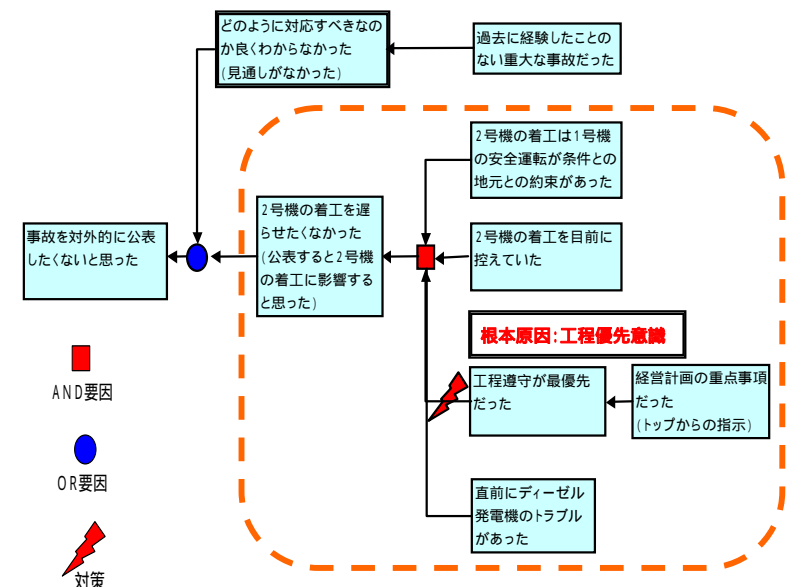 どのように対応すべきなの
か良くわからなかった
(見通しがなかった)
過去に経験したことの
ない重大な事故だった
2号機の着工は1号機
の安全運転が条件との
地元との約束があった
2号機の着工を遅
らせたくなかった
(公表すると2号機
の着工に影響する
と思った)
事故を対外的に公表
したくないと思った
2号機の着工を目前に
控えていた
根本原因:工程優先意識
工程遵守が最優先
だった
経営計画の重点事項
だった
(トップからの指示)
直前にディーゼル
発電機のトラブル
があった
AND要因
OR要因
対策